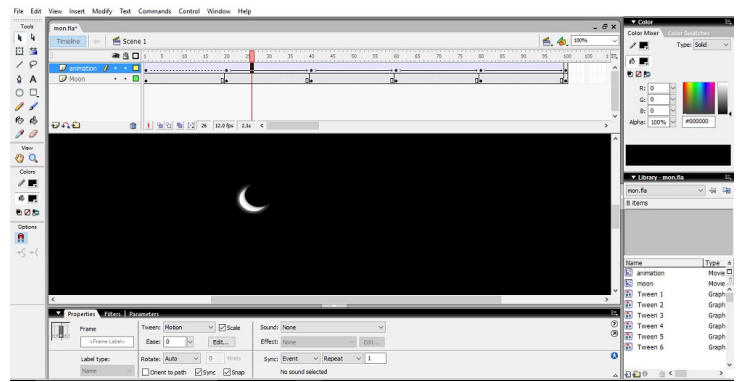 File Edit View Insert Modify Text Commands Control Window Help
Tools
mon.fla*
Timeline
Scene 1
100%
1 5 10 15 20 25 30 35 40 45 50 55 60 65 70 75 80 85 90 95 100 105
animation
Moon
26 12.0 fps 2.1s
View
Colors
Options
Properties Filters Parameters
Frame
<Frame Label>
Label type:
Name
Tween: Motion Scale
Ease: 0 Edit...
Rotate: Auto 0 times
Orient to path Sync Snap
Sound: None
Effect: None Edit...
Sync: Event Repeat 1
No sound selected
Color
Color Mixer Color Swatches
Type: Solid
R: 0
G: 0
B: 0
Alpha: 100% #000000
Library - mon.fla
mon.fla
8 items
Name Type
animation Movie
moon Movie
Tween 1 Graph
Tween 2 Graph
Tween 3 Graph
Tween 4 Graph
Tween 5 Graph
Tween 6 Graph